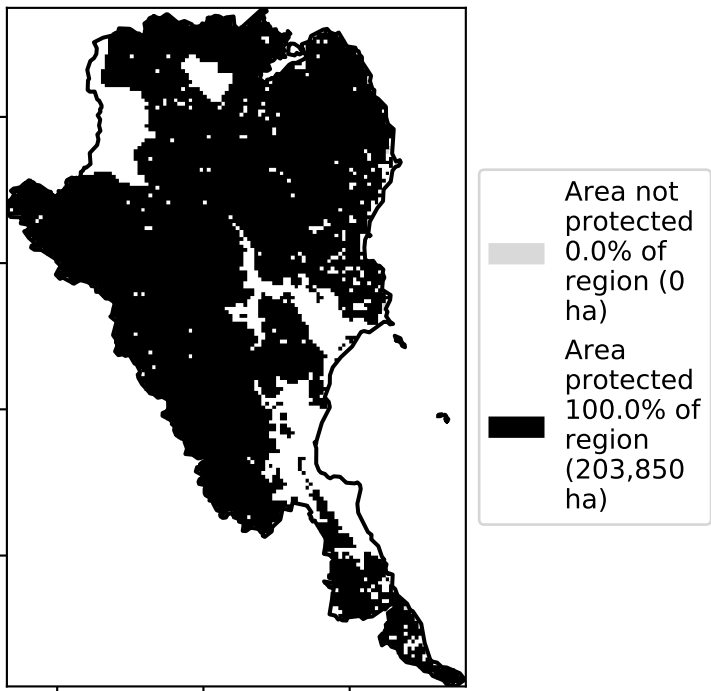 Area not
protected
0.0% of
region (0
ha)
Area
protected
100.0% of
region
(203,850
ha)